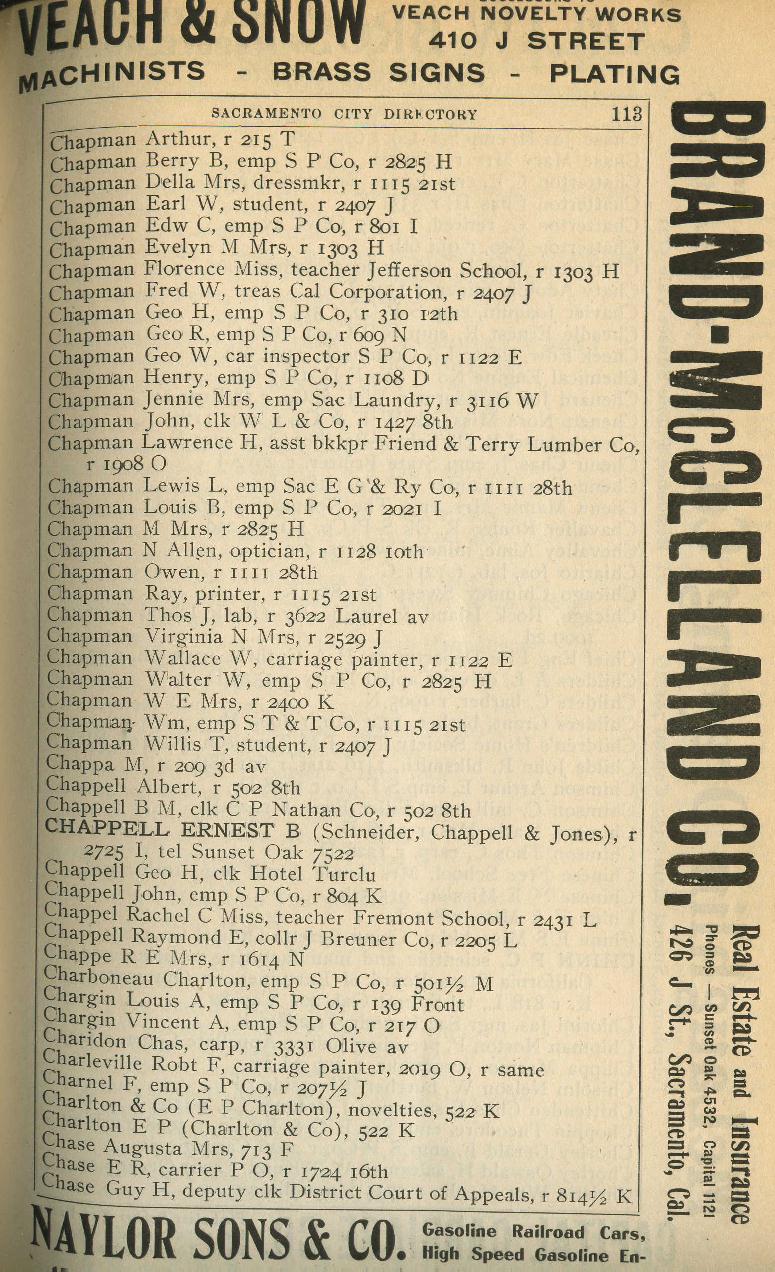 VEACH & SNOW
VEACH NOVELTY WORKS
410 J STREET
MACHINISTS - BRASS SIGNS - PLATING
SACRAMENTO CITY DIRECTORY 113
Chapman Arthur, r 215 T
Chapman Berry B, emp S P Co, r 2825 H
Chapman Della Mrs, dressmkr, r 1115 21st
Chapman Earl W, student, r 2407 J
Chapman Edw C, emp S P Co, r 801 I
Chapman Evelyn M Mrs, r 1303 H
Chapman Florence Miss, teacher Jefferson School, r 1303 H
Chapman Fred W, treas Cal Corporation, r 2407 J
Chapman Geo H, emp S P Co, r 310 12th
Chapman Geo R, emp S P Co, r 609 N
Chapman Geo W, car inspector S P Co, r 1122 E
Chapman Henry, emp S P Co, r 1108 D
Chapman Jennie Mrs, emp Sac Laundry, r 3116 W
Chapman John, clk W L & Co, r 1427 8th
Chapman Lawrence H, asst bkkpr Friend & Terry Lumber Co,
r 1908 O
Chapman Lewis L, emp Sac E G & Ry Co, r 1111 28th
Chapman Louis B, emp S P Co, r 2021 I
Chapman M Mrs, r 2825 H
Chapman N Allen, optician, r 1128 10th
Chapman Owen, r 1111 28th
Chapman Ray, printer, r 1115 21st
Chapman Thos J, lab, r 3622 Laurel av
Chapman Virginia N Mrs, r 2529 J
Chapman Wallace W, carriage painter, r 1122 E
Chapman Walter W, emp S P Co, r 2825 H
Chapman W E Mrs, r 2400 K
Chapman Wm, emp S T & T Co, r 1115 21st
Chapman Willis T, student, r 2407 J
Chappa M, r 209 3d av
Chappell Albert, r 502 8th
Chappell B M, clk C P Nathan Co, r 502 8th
CHAPPELL ERNEST B (Schneider, Chappell & Jones), r
2725 I, tel Sunset Oak 7522
Chappell Geo H, clk Hotel Turclu
Chappell John, emp S P Co, r 804 K
Chappel Rachel C Miss, teacher Fremont School, r 2431 L
Chappell Raymond E, collr J Breuner Co, r 2205 L
Chappe R E Mrs, r 1614 N
Charboneau Charlton, emp S P Co, r 501½ M
Chargin Louis A, emp S P Co, r 139 Front
Chargin Vincent A, emp S P Co, r 217 O
Charidon Chas, carp, r 3331 Olive av
Charleville Robt F, carriage painter, 2019 O, r same
Charnel F, emp S P Co, r 207½ J
Charlton & Co (E P Charlton), novelties, 522 K
Charlton E P (Charlton & Co), 522 K
Chase Augusta Mrs, 713 F
Chase E R, carrier P O, r 1724 16th
Chase Guy H, deputy clk District Court of Appeals, r 814½ K
BRAND-McCLELLAND CO,
Real Estate and Insurance
Phones — Sunset Oak 4532, Capital 1121
426 J St., Sacramento, Cal.
NAYLOR SONS & CO.
Gasoline Railroad Cars,
High Speed Gasoline En-